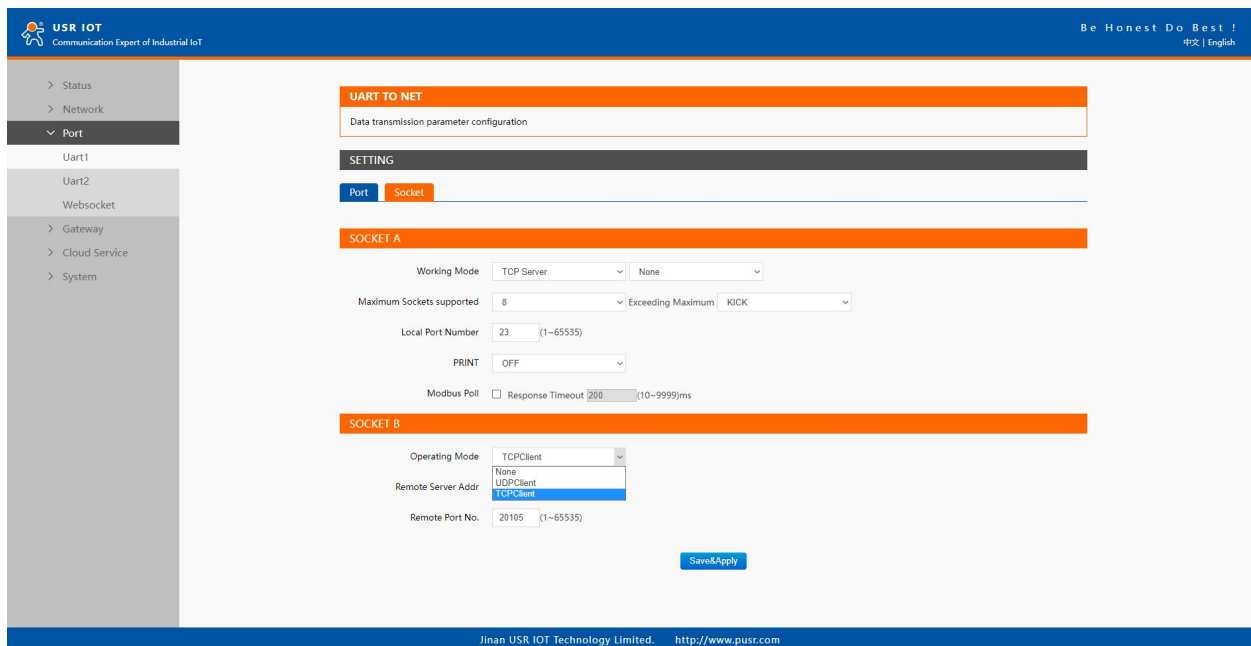 USR IOT
Communication Expert of Industrial IoT
Be Honest Do Best !
中文 | English
Status
Network
Port
Uart1
Uart2
Websocket
Gateway
Cloud Service
System
UART TO NET
Data transmission parameter configuration
SETTING
Port Socket
SOCKET A
Working Mode TCP Server None
Maximum Sockets supported 8 Exceeding Maximum KICK
Local Port Number 23 (1~65535)
PRINT OFF
Modbus Poll Response Timeout 200 (10~9999)ms
SOCKET B
Operating Mode TCPClient
None
UDPClient
Remote Server Addr TCPClient
Remote Port No. 20105 (1~65535)
Save&Apply
Jinan USR IOT Technology Limited. http://www.pusr.com